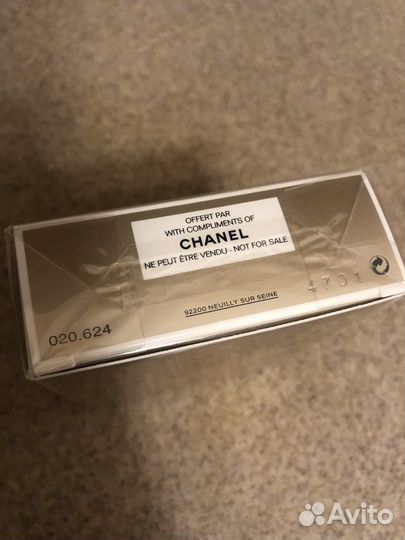 OFFERT PAR
WITH COMPLIMENTS OF
CHANEL
NE PEUT ÊTRE VENDU - NOT FOR SALE
4701
92200 NEUILLY SUR SEINE
020.624
Avito